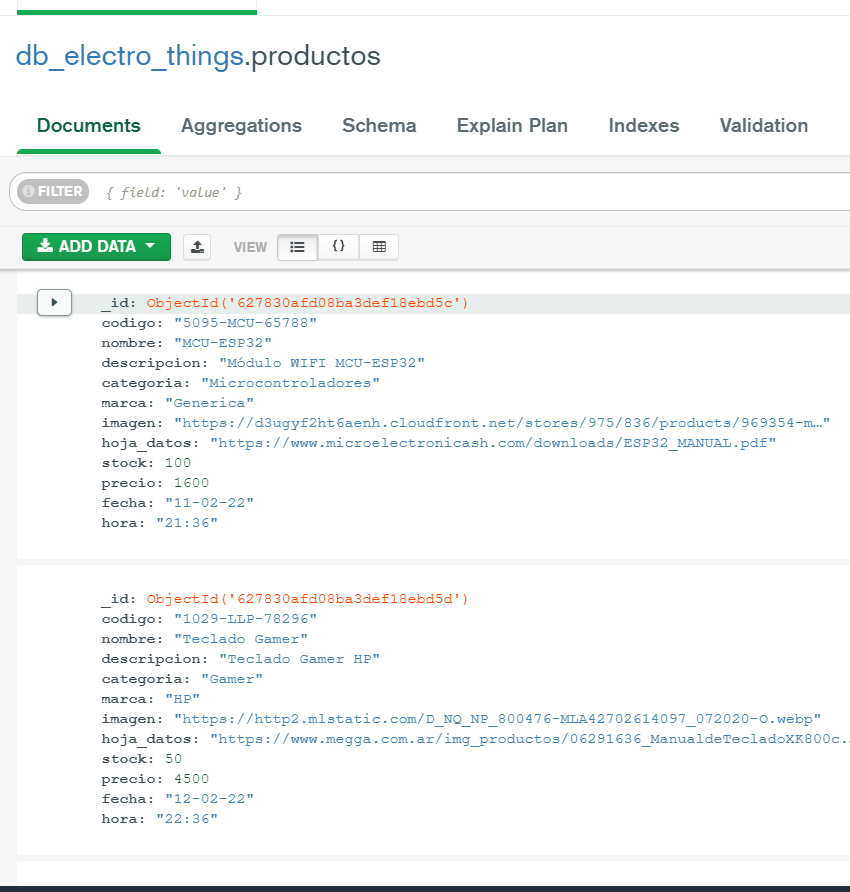 db_electro_things.productos
Documents Aggregations Schema Explain Plan Indexes Validation
FILTER { field: 'value' }
ADD DATA VIEW { }
_id: ObjectId('627830afd08ba3def18ebd5c')
codigo: "5095-MCU-65788"
nombre: "MCU-ESP32"
descripcion: "Módulo WIFI MCU-ESP32"
categoria: "Microcontroladores"
marca: "Generica"
imagen: "https://d3ugyf2ht6aenh.cloudfront.net/stores/975/836/products/969354-m…"
hoja_datos: "https://www.microelectronicash.com/downloads/ESP32_MANUAL.pdf"
stock: 100
precio: 1600
fecha: "11-02-22"
hora: "21:36"
_id: ObjectId('627830afd08ba3def18ebd5d')
codigo: "1029-LLP-78296"
nombre: "Teclado Gamer"
descripcion: "Teclado Gamer HP"
categoria: "Gamer"
marca: "HP"
imagen: "https://http2.mlstatic.com/D_NQ_NP_800476-MLA42702614097_072020-O.webp"
hoja_datos: "https://www.megga.com.ar/img_productos/06291636_ManualdeTecladoXK800c.
stock: 50
precio: 4500
fecha: "12-02-22"
hora: "22:36"